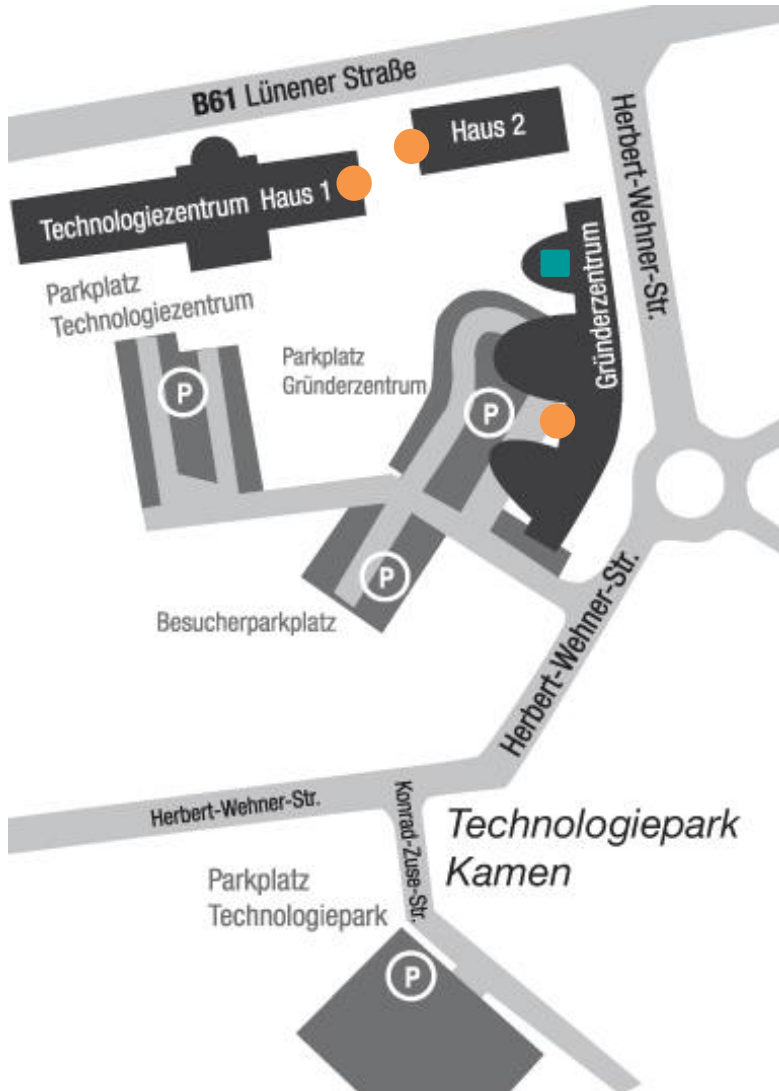 B61 Lünener Straße
Haus 2
Herbert-Wehner-Str.
Technologiezentrum Haus 1
Gründerzentrum
Parkplatz
Technologiezentrum
Parkplatz
Gründerzentrum
P
P
P
Besucherparkplatz
Herbert-Wehner-Str.
Herbert-Wehner-Str.
Konrad-Zuse-Str.
Technologiepark
Kamen
Parkplatz
Technologiepark
P